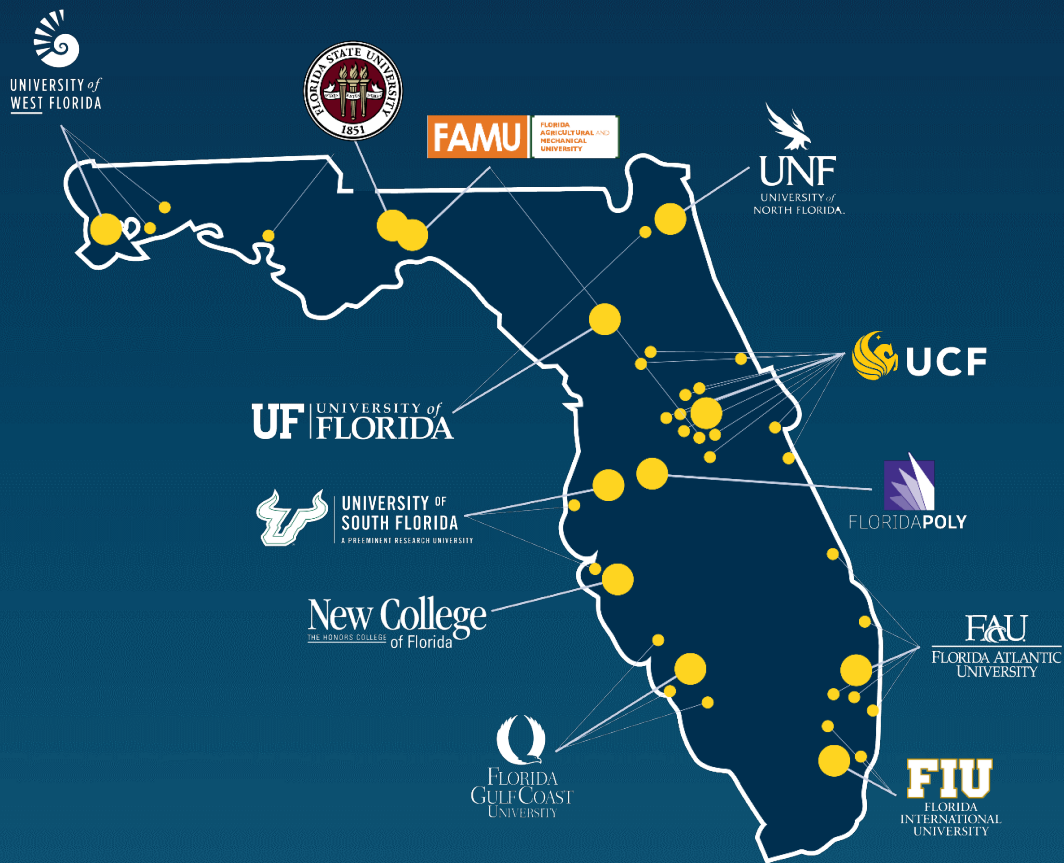 UNIVERSITY of
WEST FLORIDA
FLORIDA STATE UNIVERSITY
1851
FAMU
FLORIDA
AGRICULTURAL AND
MECHANICAL
UNIVERSITY
UNF
UNIVERSITY of
NORTH FLORIDA.
UCF
UF
UNIVERSITY of
FLORIDA
UNIVERSITY OF
SOUTH FLORIDA
A PREEMINENT RESEARCH UNIVERSITY
FLORIDAPOLY
New College
THE HONORS COLLEGE
of Florida
FAU
FLORIDA ATLANTIC
UNIVERSITY
FLORIDA
GULF COAST
UNIVERSITY
FIU
FLORIDA
INTERNATIONAL
UNIVERSITY